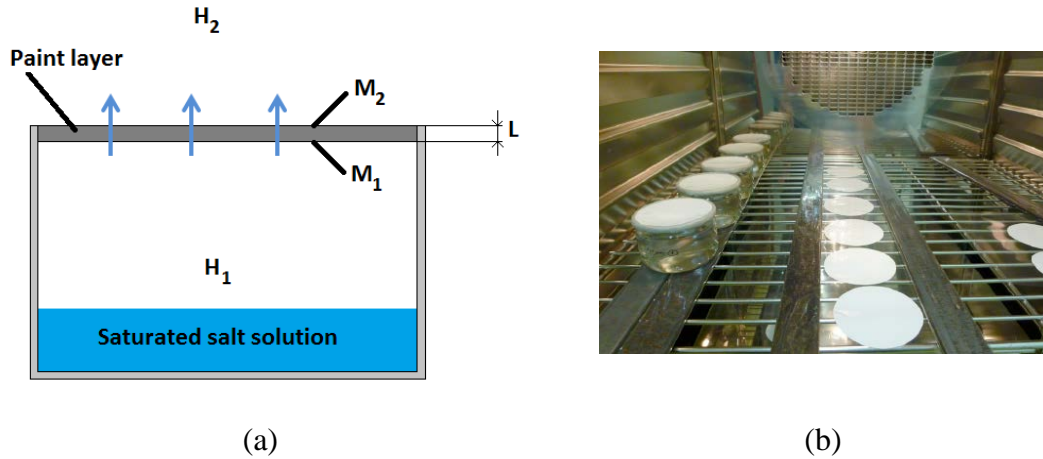 H₂
Paint layer
M₂
L
M₁
H₁
Saturated salt solution
(a)
(b)